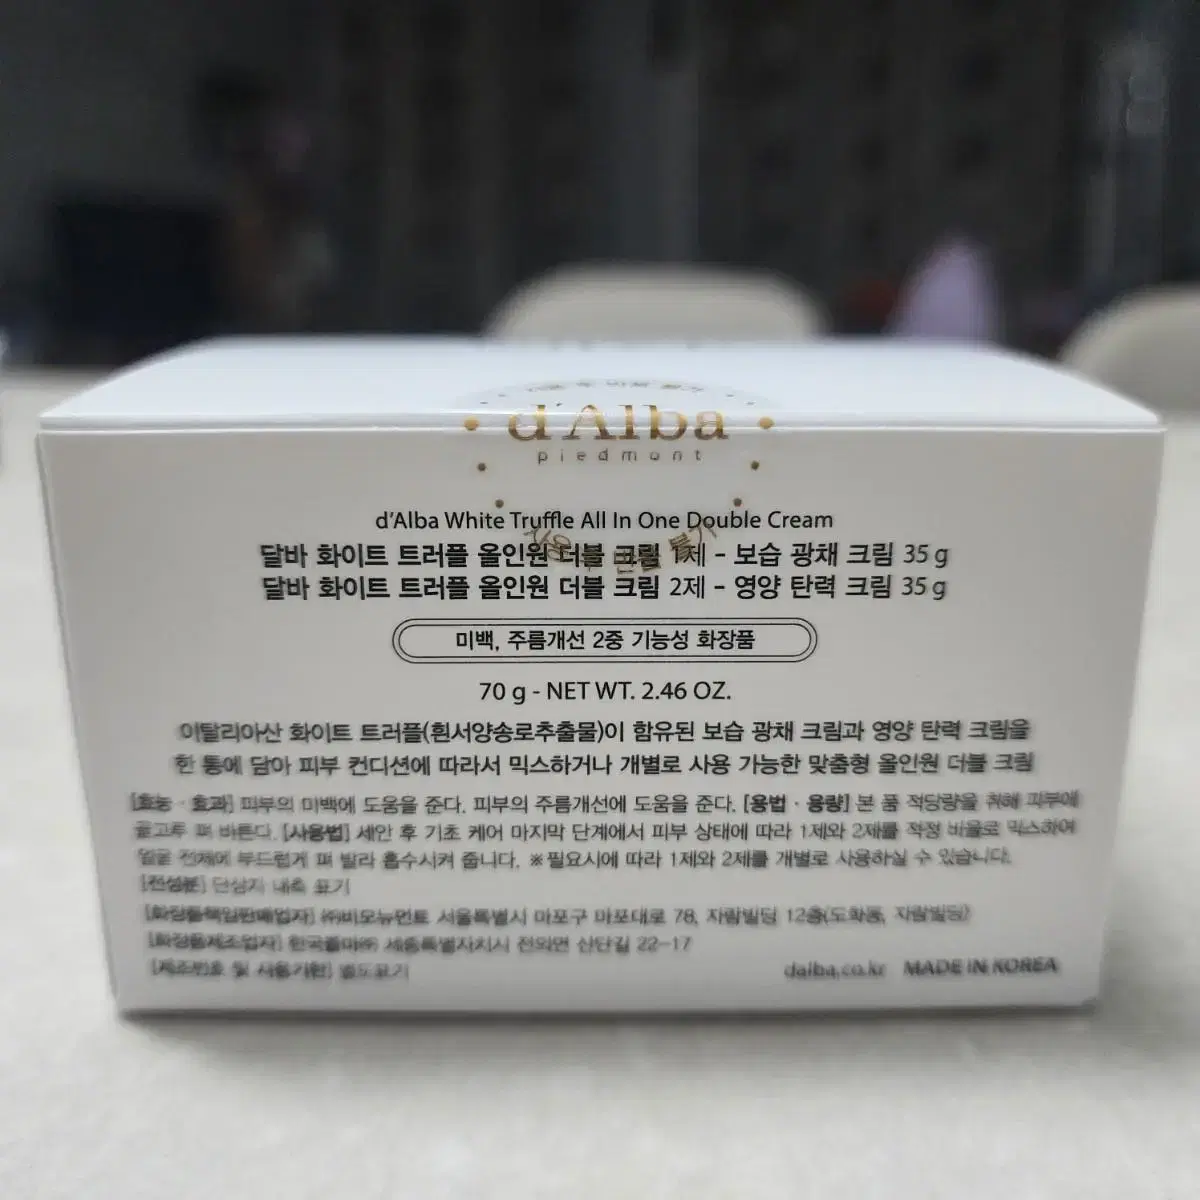 d'Alba
piedmont
d'Alba White Truffle All In One Double Cream
달바 화이트 트러플 올인원 더블 크림 1제 – 보습 광채 크림 35 g
달바 화이트 트러플 올인원 더블 크림 2제 – 영양 탄력 크림 35 g
미백, 주름개선 2중 기능성 화장품
70 g - NET WT. 2.46 OZ.
이탈리아산 화이트 트러플(흰서양송로추출물)이 함유된 보습 광채 크림과 영양 탄력 크림을
한 통에 담아 피부 컨디션에 따라서 믹스하거나 개별로 사용 가능한 맞춤형 올인원 더블 크림
[효능 · 효과] 피부의 미백에 도움을 준다. 피부의 주름개선에 도움을 준다. [용법 · 용량] 본 품 적당량을 취해 피부에
골고루 펴 바른다. [사용법] 세안 후 기초 케어 마지막 단계에서 피부 상태에 따라 1제와 2제를 적정 비율로 믹스하여
얼굴 전체에 부드럽게 펴 발라 흡수시켜 줍니다. ※필요시에 따라 1제와 2제를 개별로 사용하실 수 있습니다.
[전성분] 단상자 내측 표기
[화장품책임판매업자] ㈜비모뉴먼트 서울특별시 마포구 마포대로 78, 자람빌딩 12층(도화동, 자람빌딩)
[화장품제조업자] 한국콜마㈜ 세종특별자치시 전의면 산단길 22-17
[제조번호 및 사용기한] 별도표기
dalba.co.kr MADE IN KOREA